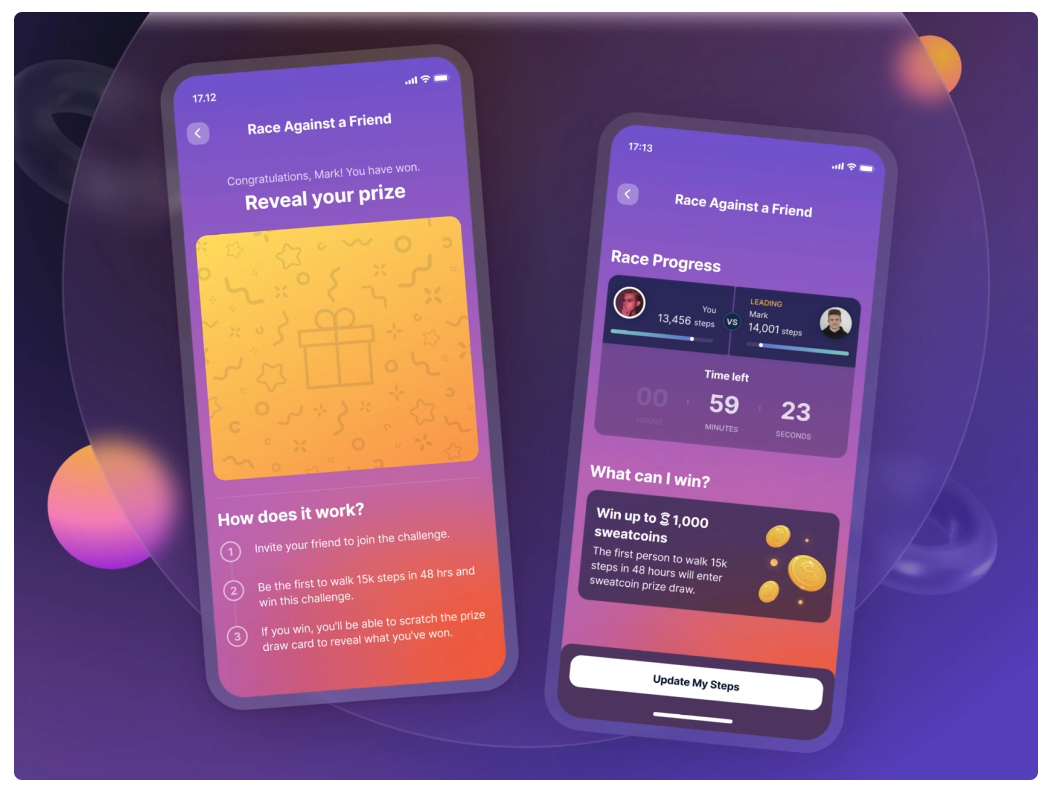 17.12
Race Against a Friend
Congratulations, Mark! You have won.
Reveal your prize
How does it work?
1
Invite your friend to join the challenge.
2
Be the first to walk 15k steps in 48 hrs and
win this challenge.
3
If you win, you'll be able to scratch the prize
draw card to reveal what you've won.
17:13
Race Against a Friend
Race Progress
You
13,456 steps
VS
LEADING
Mark
14,001 steps
Time left
00 : 59 : 23
HOURS MINUTES SECONDS
What can I win?
Win up to 1,000
sweatcoins
The first person to walk 15k
steps in 48 hours will enter
sweatcoin prize draw.
Update My Steps